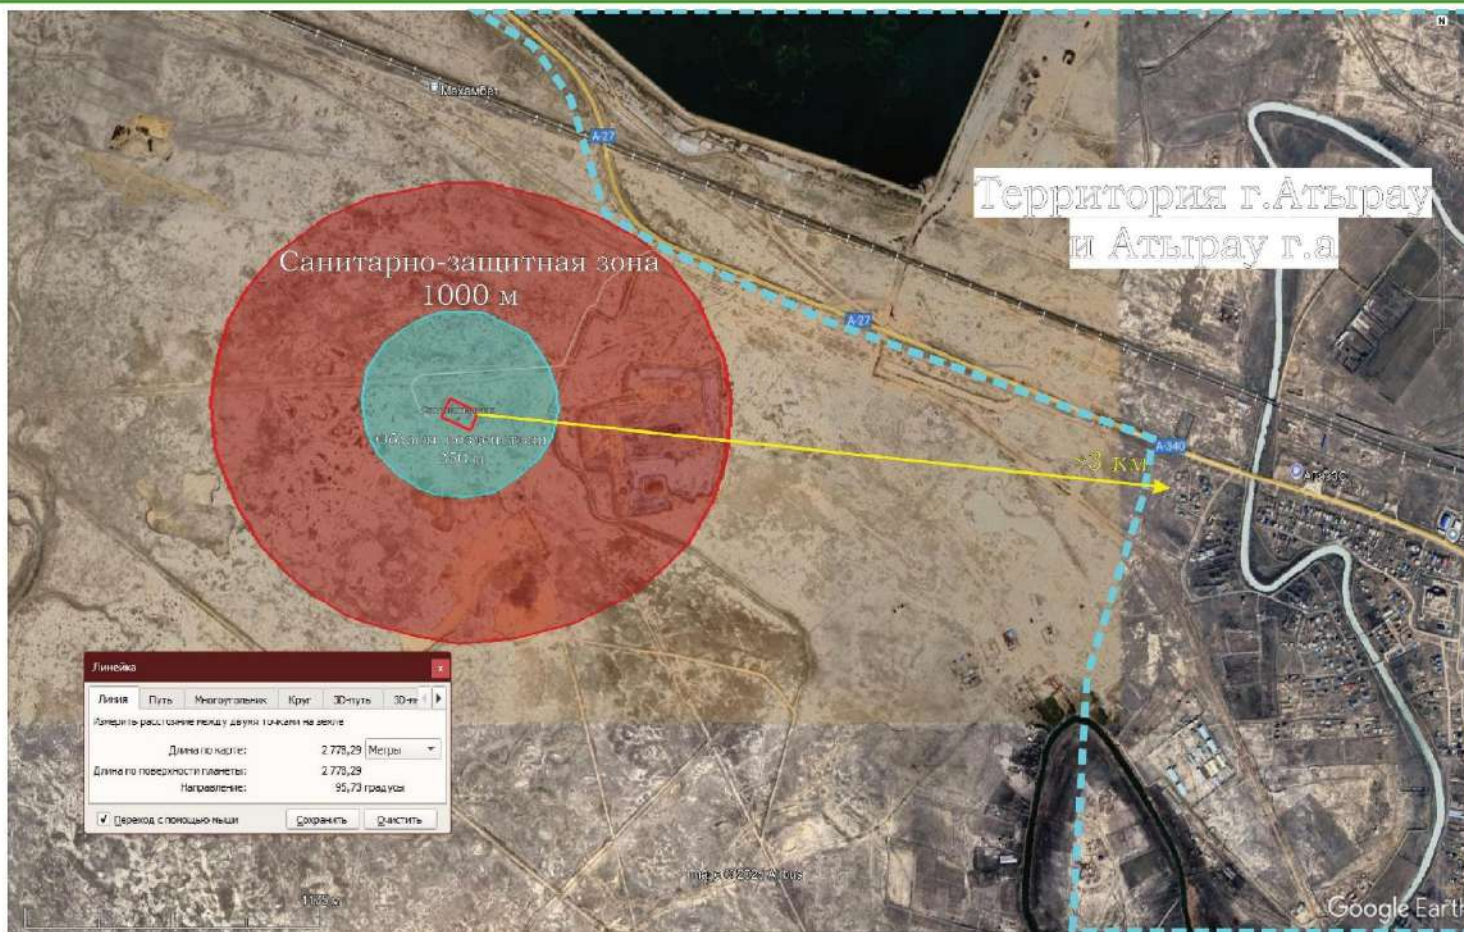 N
Махамбет
А-27
Территория г.Атырау
и Атырау г.а
Санитарно-защитная зона
1000 м
А-27
350 м
А-340
>3 км
Линейка
Линия Путь Многоугольник Круг 3D-путь
Измерить расстояние между двумя точками на земле
Длина по карте: 2 778,29 Метры
Длина по поверхности планеты: 2 778,29
Направление: 95,73 градусы
Переход с помощью мыши Сохранить Очистить
Google Earth